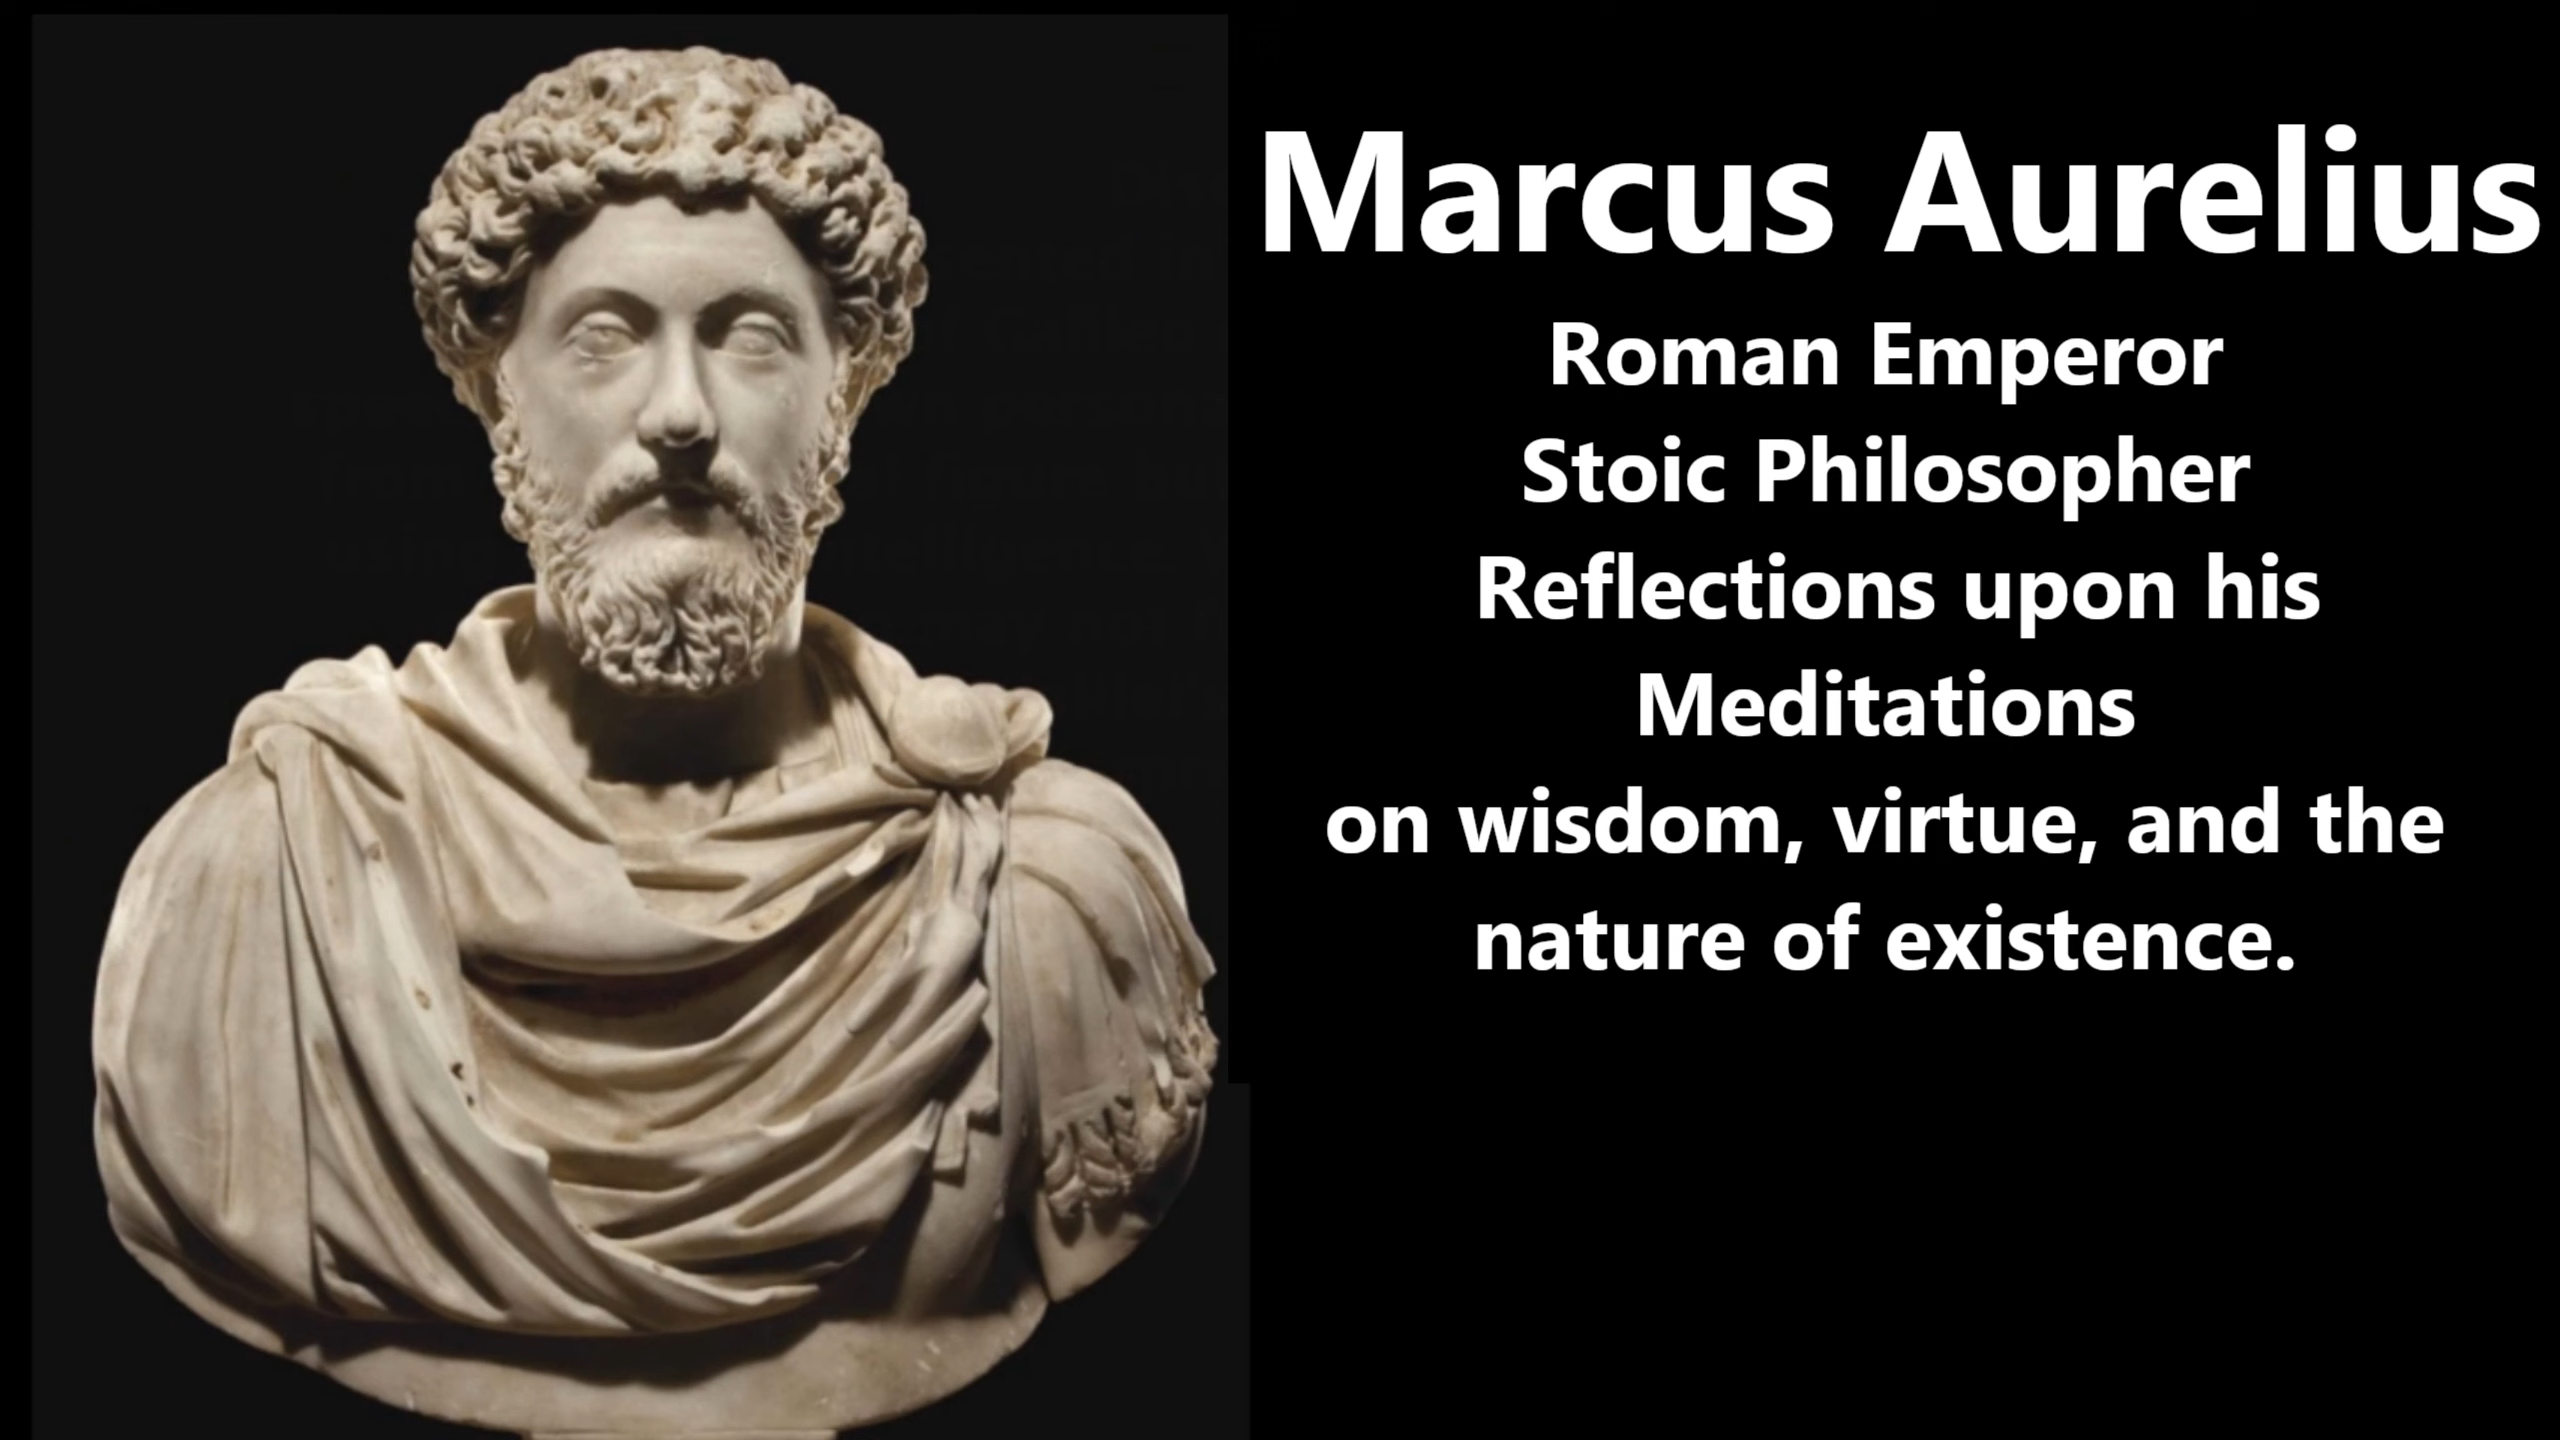 Marcus Aurelius
Roman Emperor
Stoic Philosopher
Reflections upon his
Meditations
on wisdom, virtue, and the
nature of existence.